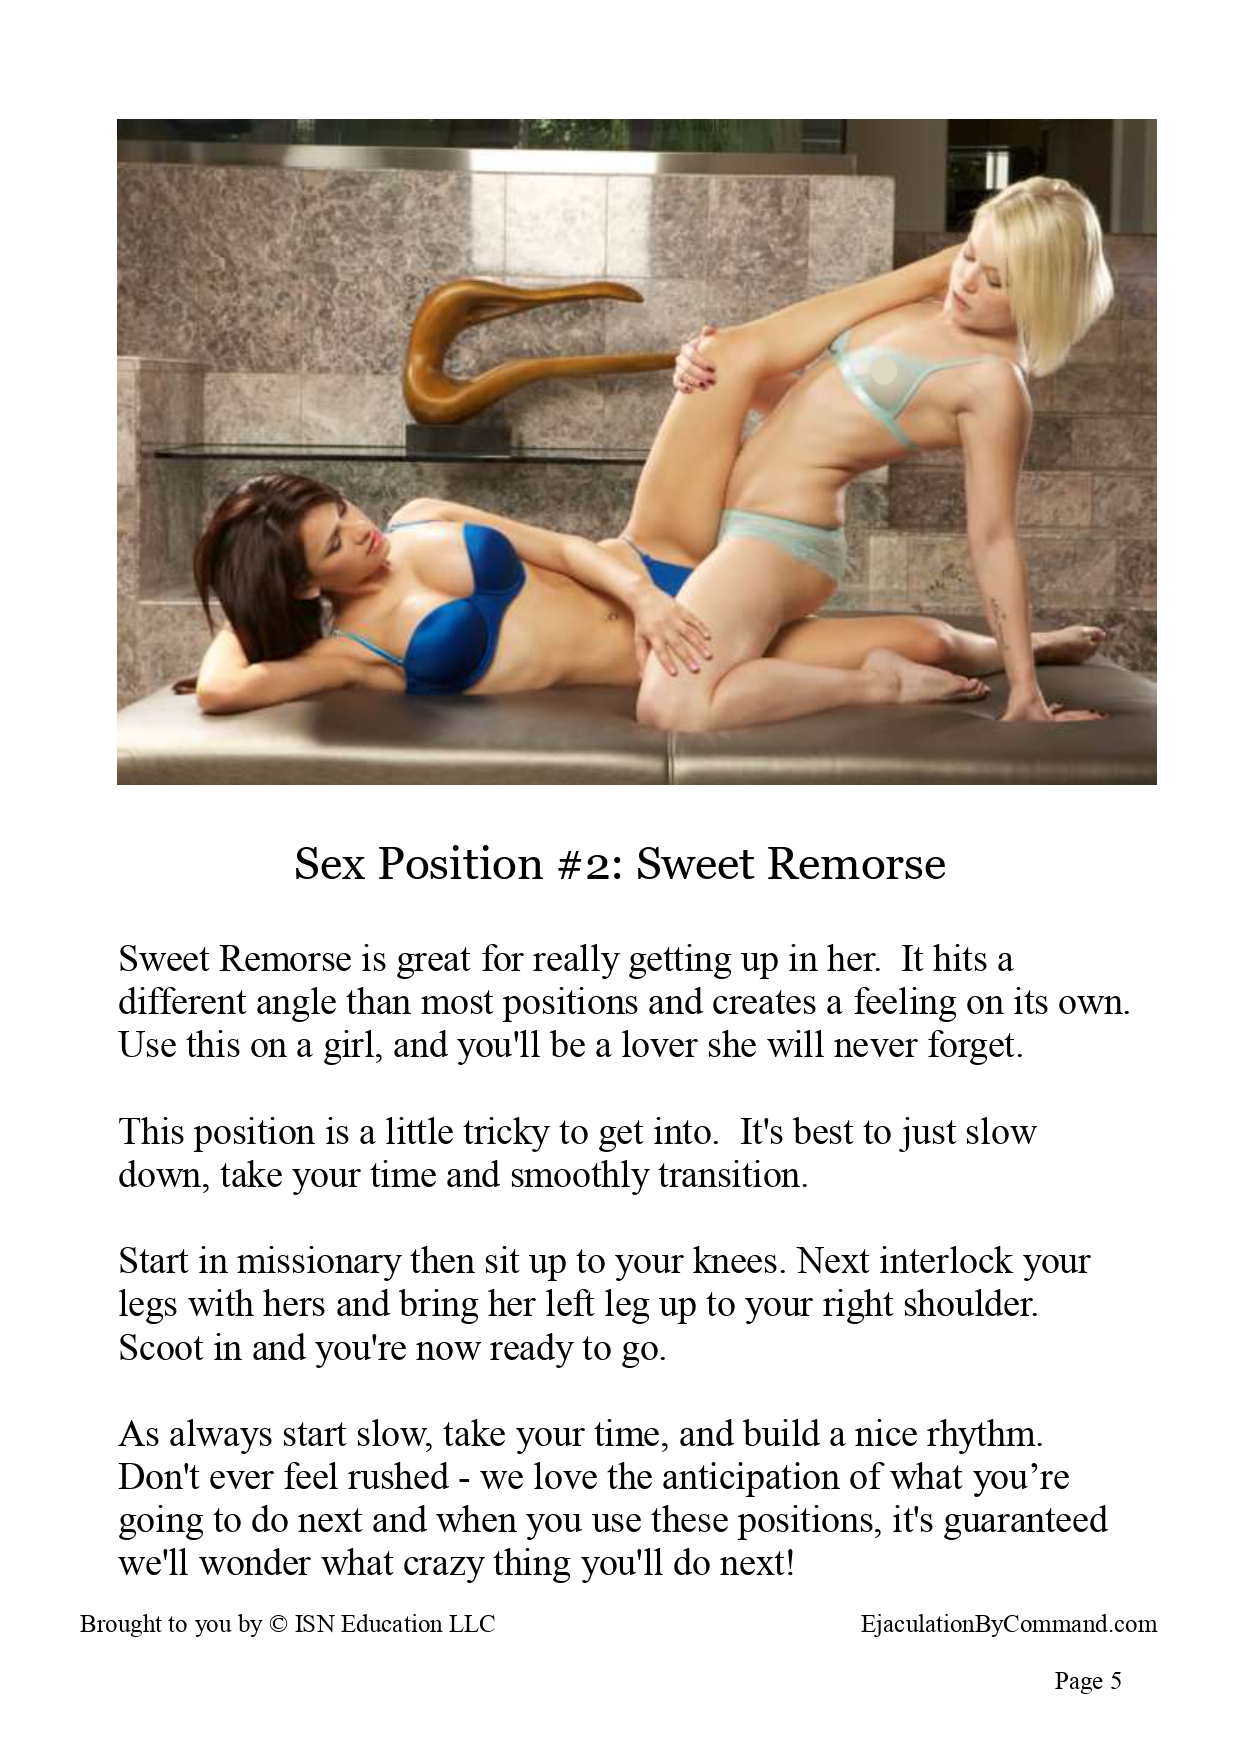 Sex Position #2: Sweet Remorse
Sweet Remorse is great for really getting up in her.  It hits a
different angle than most positions and creates a feeling on its own.
Use this on a girl, and you'll be a lover she will never forget.
This position is a little tricky to get into.  It's best to just slow
down, take your time and smoothly transition.
Start in missionary then sit up to your knees. Next interlock your
legs with hers and bring her left leg up to your right shoulder.
Scoot in and you're now ready to go.
As always start slow, take your time, and build a nice rhythm.
Don't ever feel rushed - we love the anticipation of what you’re
going to do next and when you use these positions, it's guaranteed
we'll wonder what crazy thing you'll do next!
Brought to you by © ISN Education LLC
EjaculationByCommand.com
Page 5